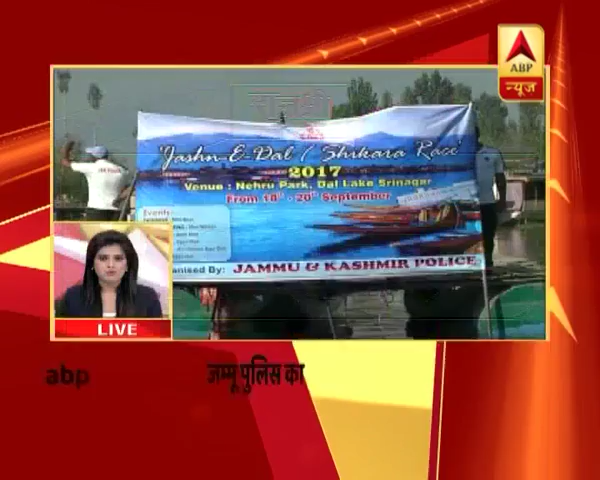 ABP
न्यूज़
'Jashn-E-Dal / Shikara Race'
2017
Venue : Nehru Park, Dal Lake Srinagar
From 18th - 20th September
Events
anised By: JAMMU & KASHMIR POLICE
LIVE
abp
जम्मू पुलिस का